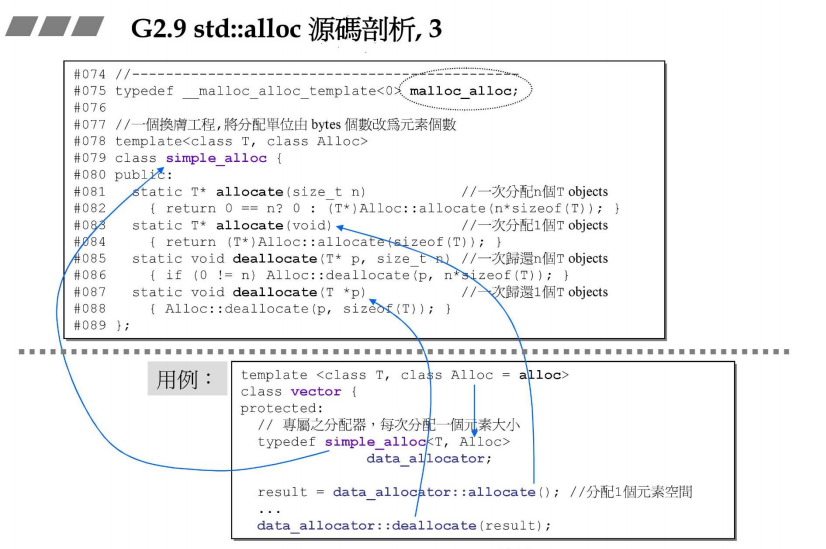 G2.9 std::alloc 源碼剖析, 3
#074 //-------------------------------------------
#075 typedef __malloc_alloc_template<0> malloc_alloc;
#076
#077 //一個換膚工程,將分配單位由 bytes 個數改爲元素個數
#078 template<class T, class Alloc>
#079 class simple_alloc {
#080 public:
#081   static T* allocate(size_t n)            //一次分配n個T objects
#082     { return 0 == n? 0 : (T*)Alloc::allocate(n*sizeof(T)); }
#083   static T* allocate(void)                //一次分配1個T objects
#084     { return (T*)Alloc::allocate(sizeof(T)); }
#085   static void deallocate(T* p, size_t n) //一次歸還n個T objects
#086     { if (0 != n) Alloc::deallocate(p, n*sizeof(T)); }
#087   static void deallocate(T *p)            //一次歸還1個T objects
#088     { Alloc::deallocate(p, sizeof(T)); }
#089 };
用例：
template <class T, class Alloc = alloc>
class vector {
protected:
  // 專屬之分配器，每次分配一個元素大小
  typedef simple_alloc<T, Alloc>
              data_allocator;
  result = data_allocator::allocate(); //分配1個元素空間
  ...
  data_allocator::deallocate(result);